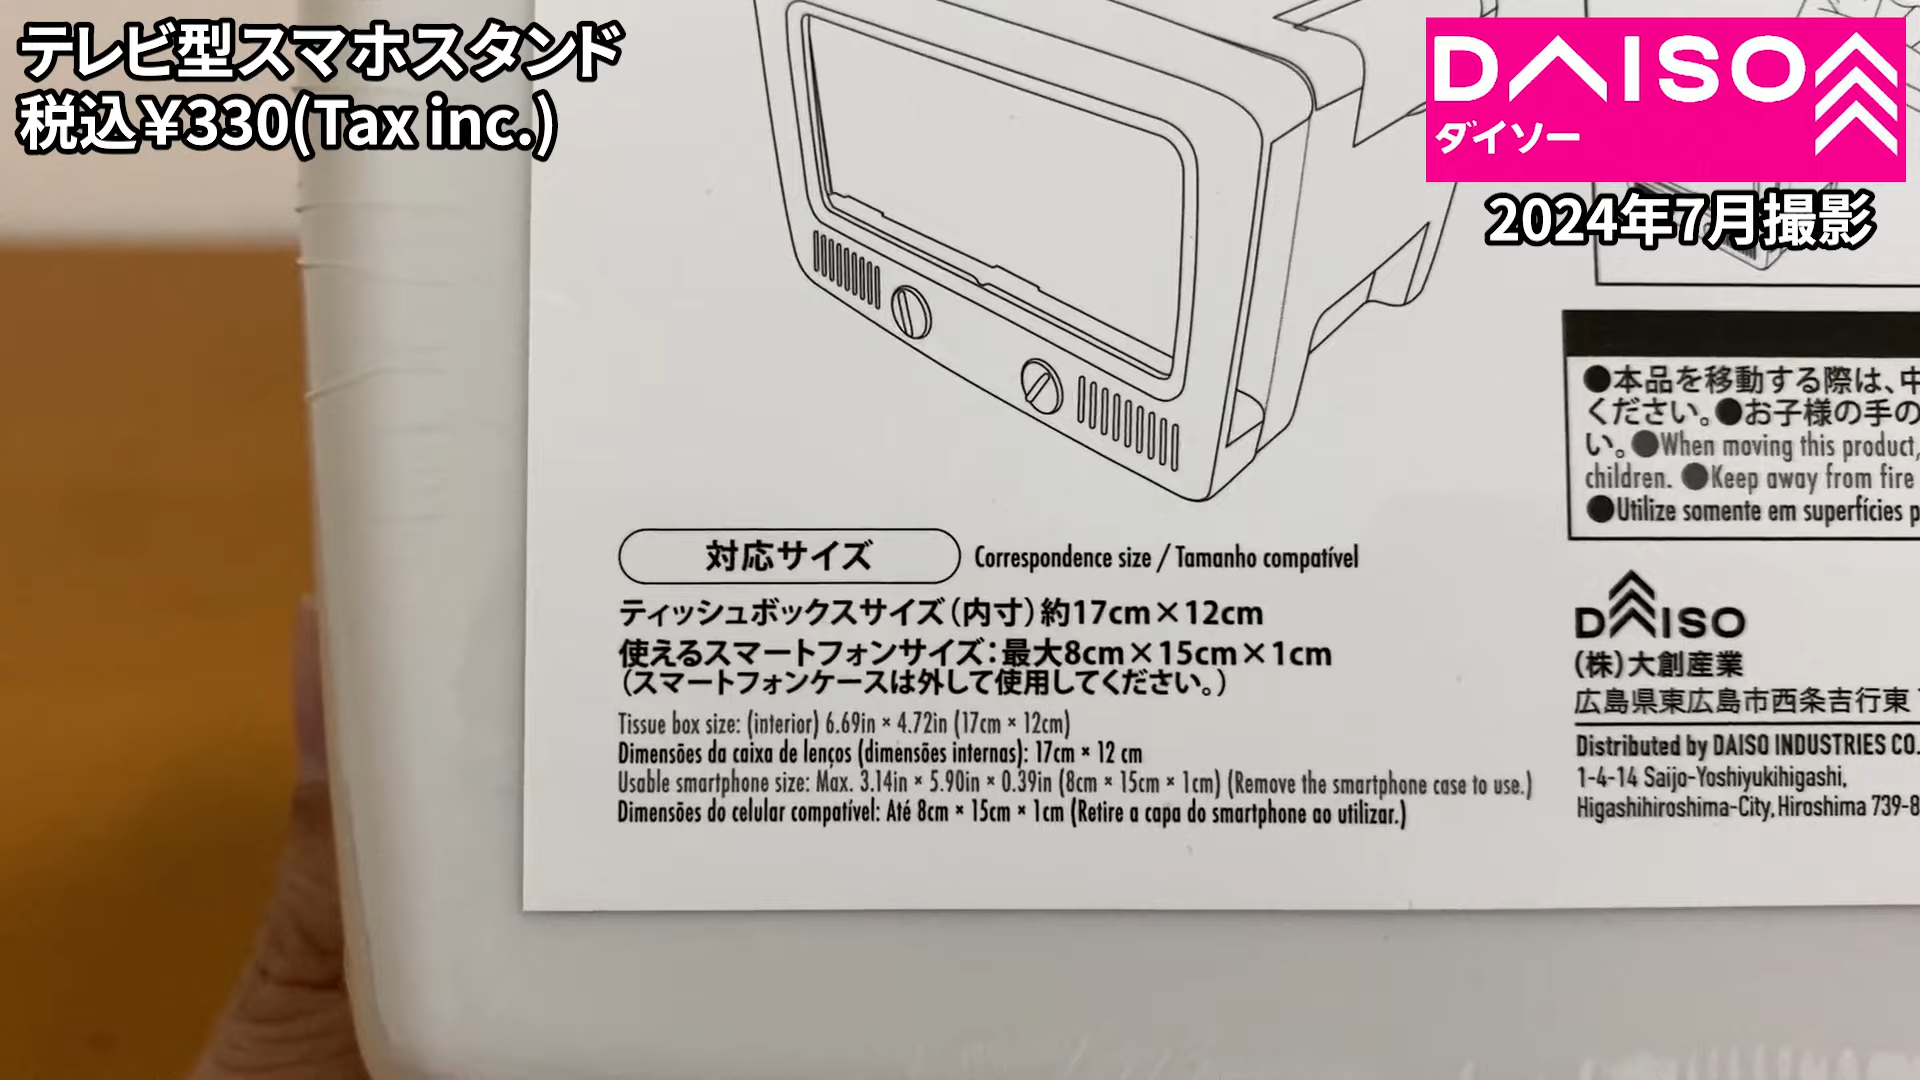 テレビ型スマホスタンド
税込¥330(Tax inc.)
DAISO
ダイソー
2024年7月撮影
●本品を移動する際は、中
ください。●お子様の手の
い。●When moving this product,
children. ●Keep away from fire
●Utilize somente em superfícies p
対応サイズ Correspondence size / Tamanho compatível
ティッシュボックスサイズ(内寸)約17cm×12cm
使えるスマートフォンサイズ:最大8cm×15cm×1cm
(スマートフォンケースは外して使用してください。)
Tissue box size: (interior) 6.69in × 4.72in (17cm × 12cm)
Dimensões da caixa de lenços (dimensões internas): 17cm × 12 cm
Usable smartphone size: Max. 3.14in × 5.90in × 0.39in (8cm × 15cm × 1cm) (Remove the smartphone case to use.)
Dimensões do celular compatível: Até 8cm × 15cm × 1cm (Retire a capa do smartphone ao utilizar.)
DAISO
(株)大創産業
広島県東広島市西条吉行東
Distributed by DAISO INDUSTRIES CO.
1-4-14 Saijo-Yoshiyukihigashi,
Higashihiroshima-City, Hiroshima 739-8